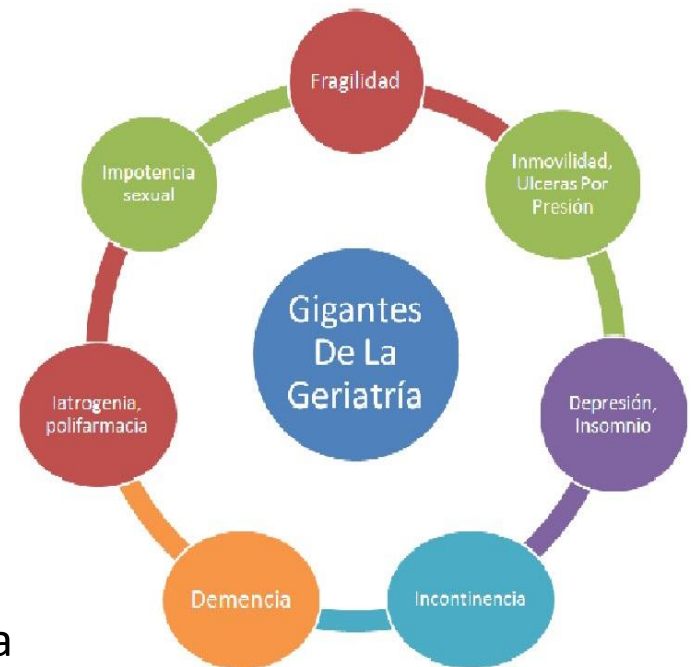 Fragilidad
Inmovilidad,
Ulceras Por
Presión
Depresión,
Insomnio
Incontinencia
Demencia
Iatrogenia,
polifarmacia
Impotencia
sexual
Gigantes
De La
Geriatría
a